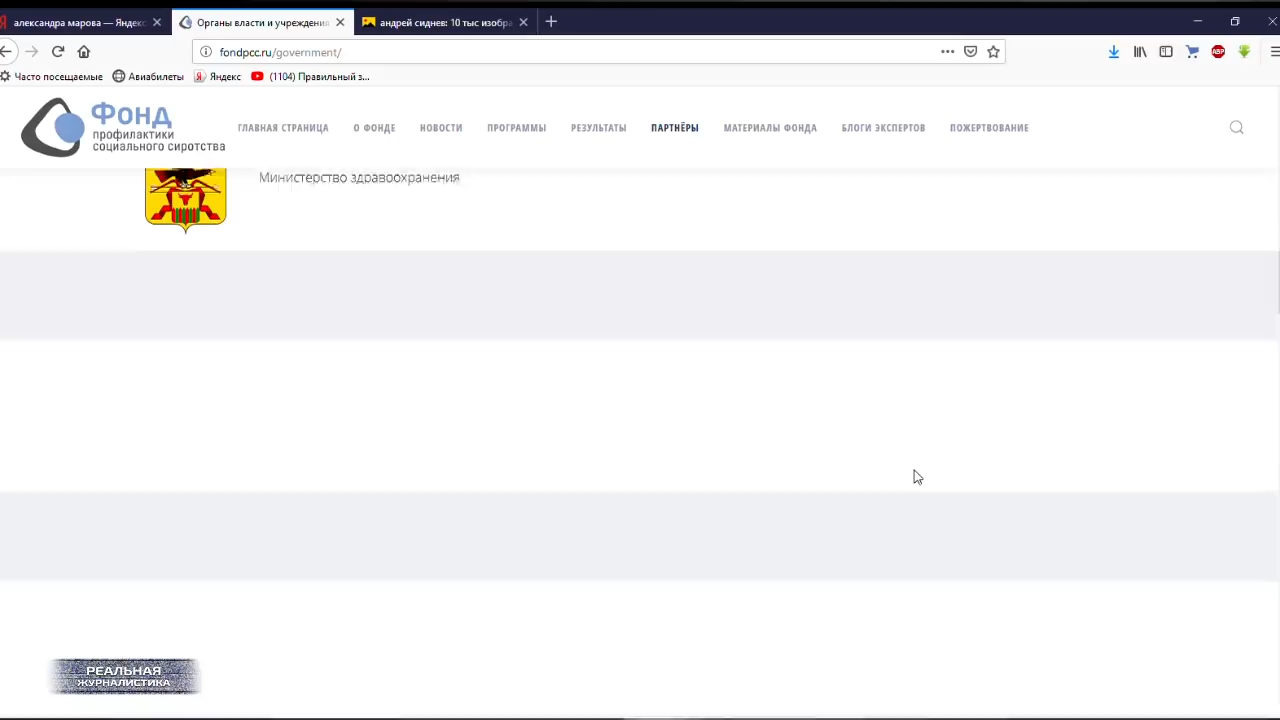 александра марова — Яндекс
Органы власти и учреждения
андрей сиднев: 10 тыс изобра
fondpcc.ru/government/
Часто посещаемые
Авиабилеты
Яндекс
(1104) Правильный з...
Фонд
профилактики
социального сиротства
ГЛАВНАЯ СТРАНИЦА
О ФОНДЕ
НОВОСТИ
ПРОГРАММЫ
РЕЗУЛЬТАТЫ
ПАРТНЁРЫ
МАТЕРИАЛЫ ФОНДА
БЛОГИ ЭКСПЕРТОВ
ПОЖЕРТВОВАНИЕ
Министерство здравоохранения
РЕАЛЬНАЯ
ЖУРНАЛИСТИКА